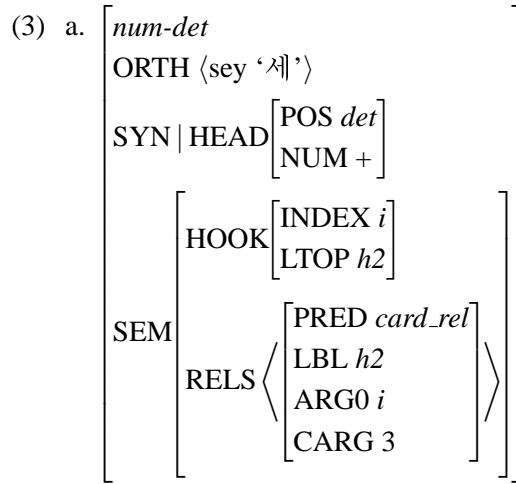 (3) a.
num-det
ORTH ⟨sey ‘세’⟩
SYN | HEAD
POS det
NUM +
SEM
HOOK
INDEX i
LTOP h2
RELS
PRED card_rel
LBL h2
ARG0 i
CARG 3